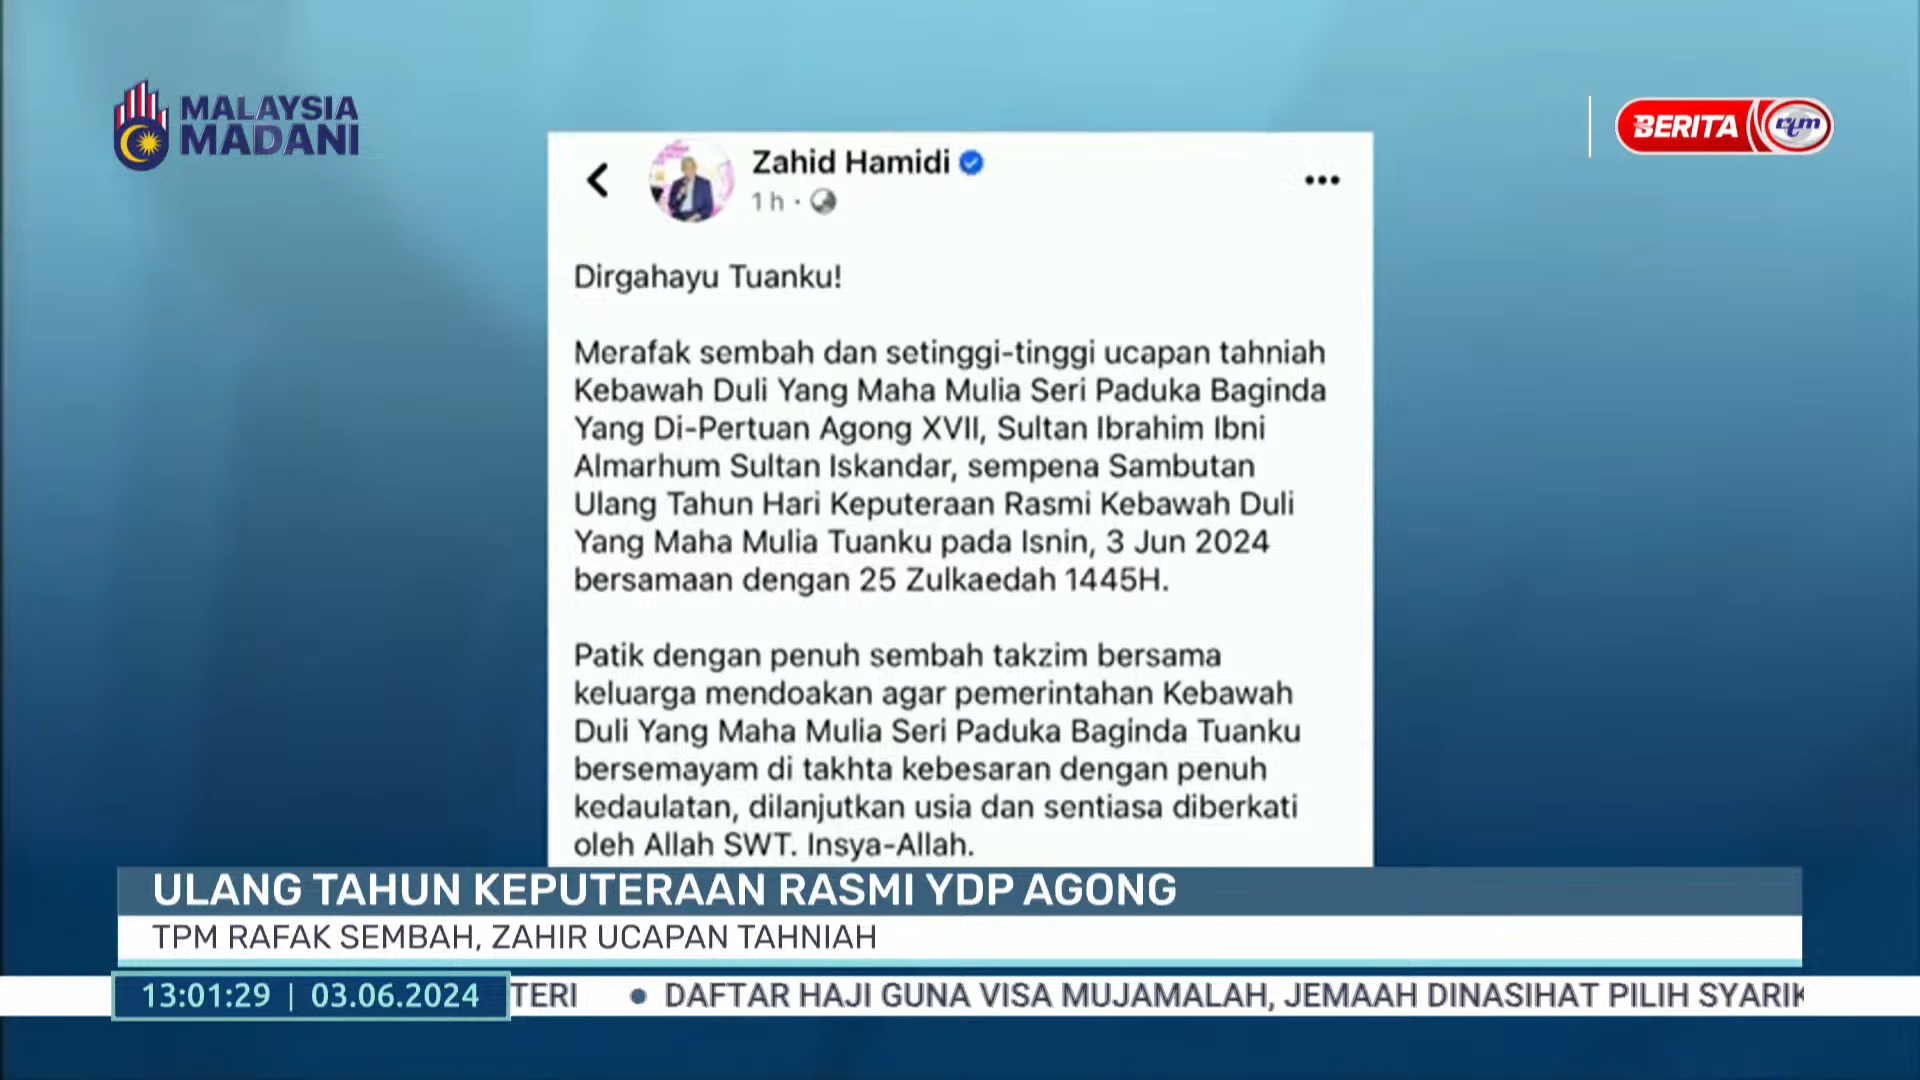 MALAYSIA
MADANI
BERITA rtm
Zahid Hamidi
1 h ·
Dirgahayu Tuanku!
Merafak sembah dan setinggi-tinggi ucapan tahniah
Kebawah Duli Yang Maha Mulia Seri Paduka Baginda
Yang Di-Pertuan Agong XVII, Sultan Ibrahim Ibni
Almarhum Sultan Iskandar, sempena Sambutan
Ulang Tahun Hari Keputeraan Rasmi Kebawah Duli
Yang Maha Mulia Tuanku pada Isnin, 3 Jun 2024
bersamaan dengan 25 Zulkaedah 1445H.
Patik dengan penuh sembah takzim bersama
keluarga mendoakan agar pemerintahan Kebawah
Duli Yang Maha Mulia Seri Paduka Baginda Tuanku
bersemayam di takhta kebesaran dengan penuh
kedaulatan, dilanjutkan usia dan sentiasa diberkati
oleh Allah SWT. Insya-Allah.
ULANG TAHUN KEPUTERAAN RASMI YDP AGONG
TPM RAFAK SEMBAH, ZAHIR UCAPAN TAHNIAH
13:01:29 | 03.06.2024 TERI • DAFTAR HAJI GUNA VISA MUJAMALAH, JEMAAH DINASIHAT PILIH SYARIK